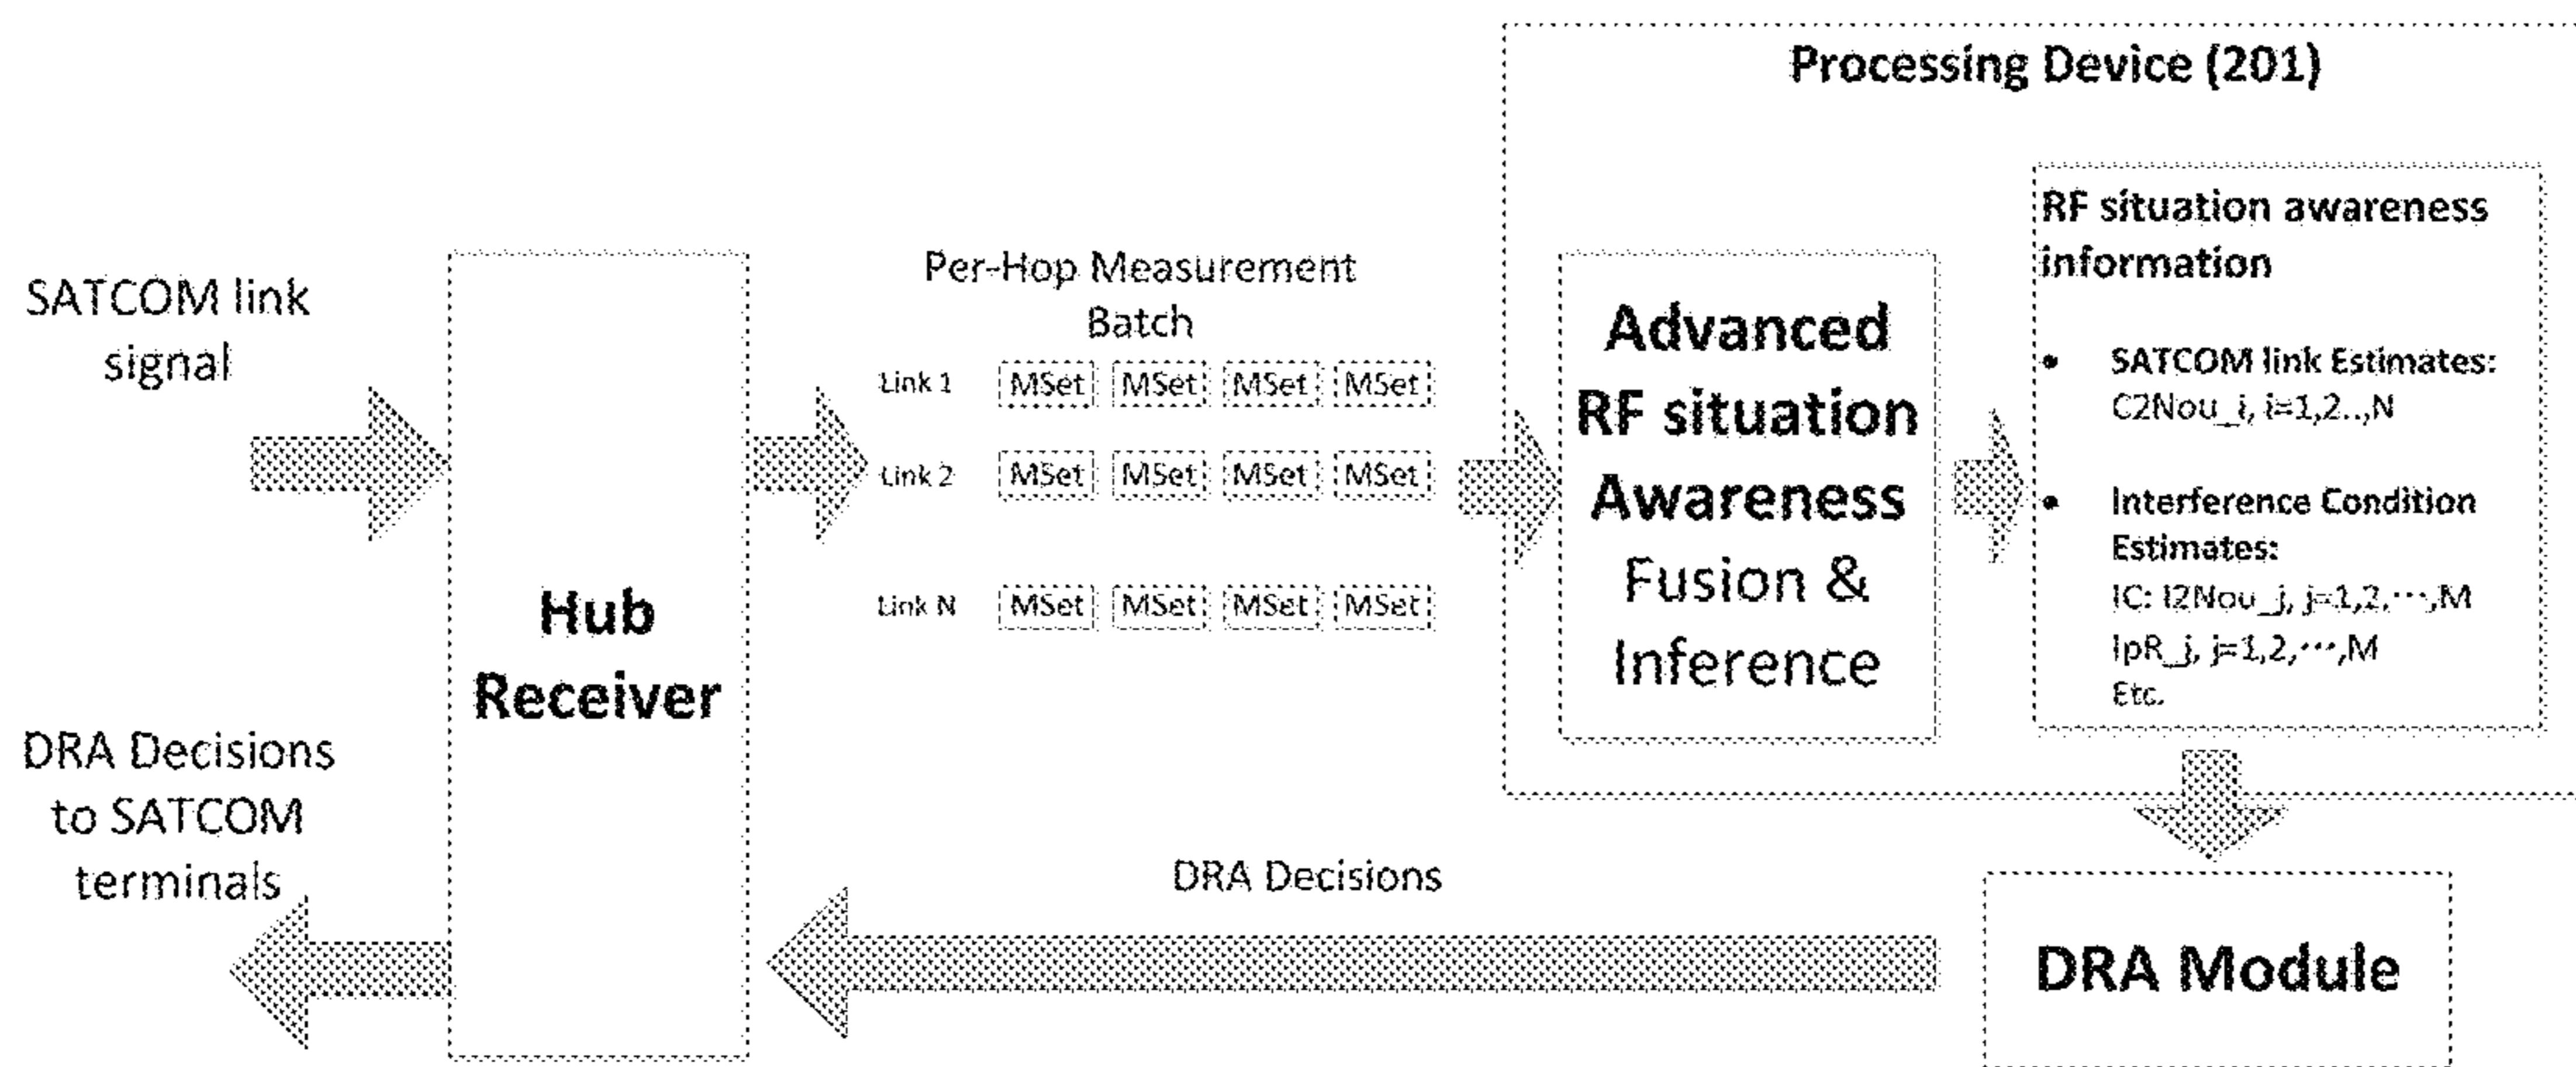 Processing Device (201)
SATCOM link
signal
Hub
Receiver
DRA Decisions
to SATCOM
terminals
Per-Hop Measurement
Batch
Link 1 MSet MSet MSet MSet
Link 2 MSet MSet MSet MSet
Link N MSet MSet MSet MSet
Advanced
RF situation
Awareness
Fusion &
Inference
RF situation awareness
information
• SATCOM link Estimates:
C2Nou_i, i=1,2..,N
• Interference Condition
Estimates:
IC: I2Nou_j, j=1,2,⋯,M
IpR_j, j=1,2,⋯,M
Etc.
DRA Decisions
DRA Module